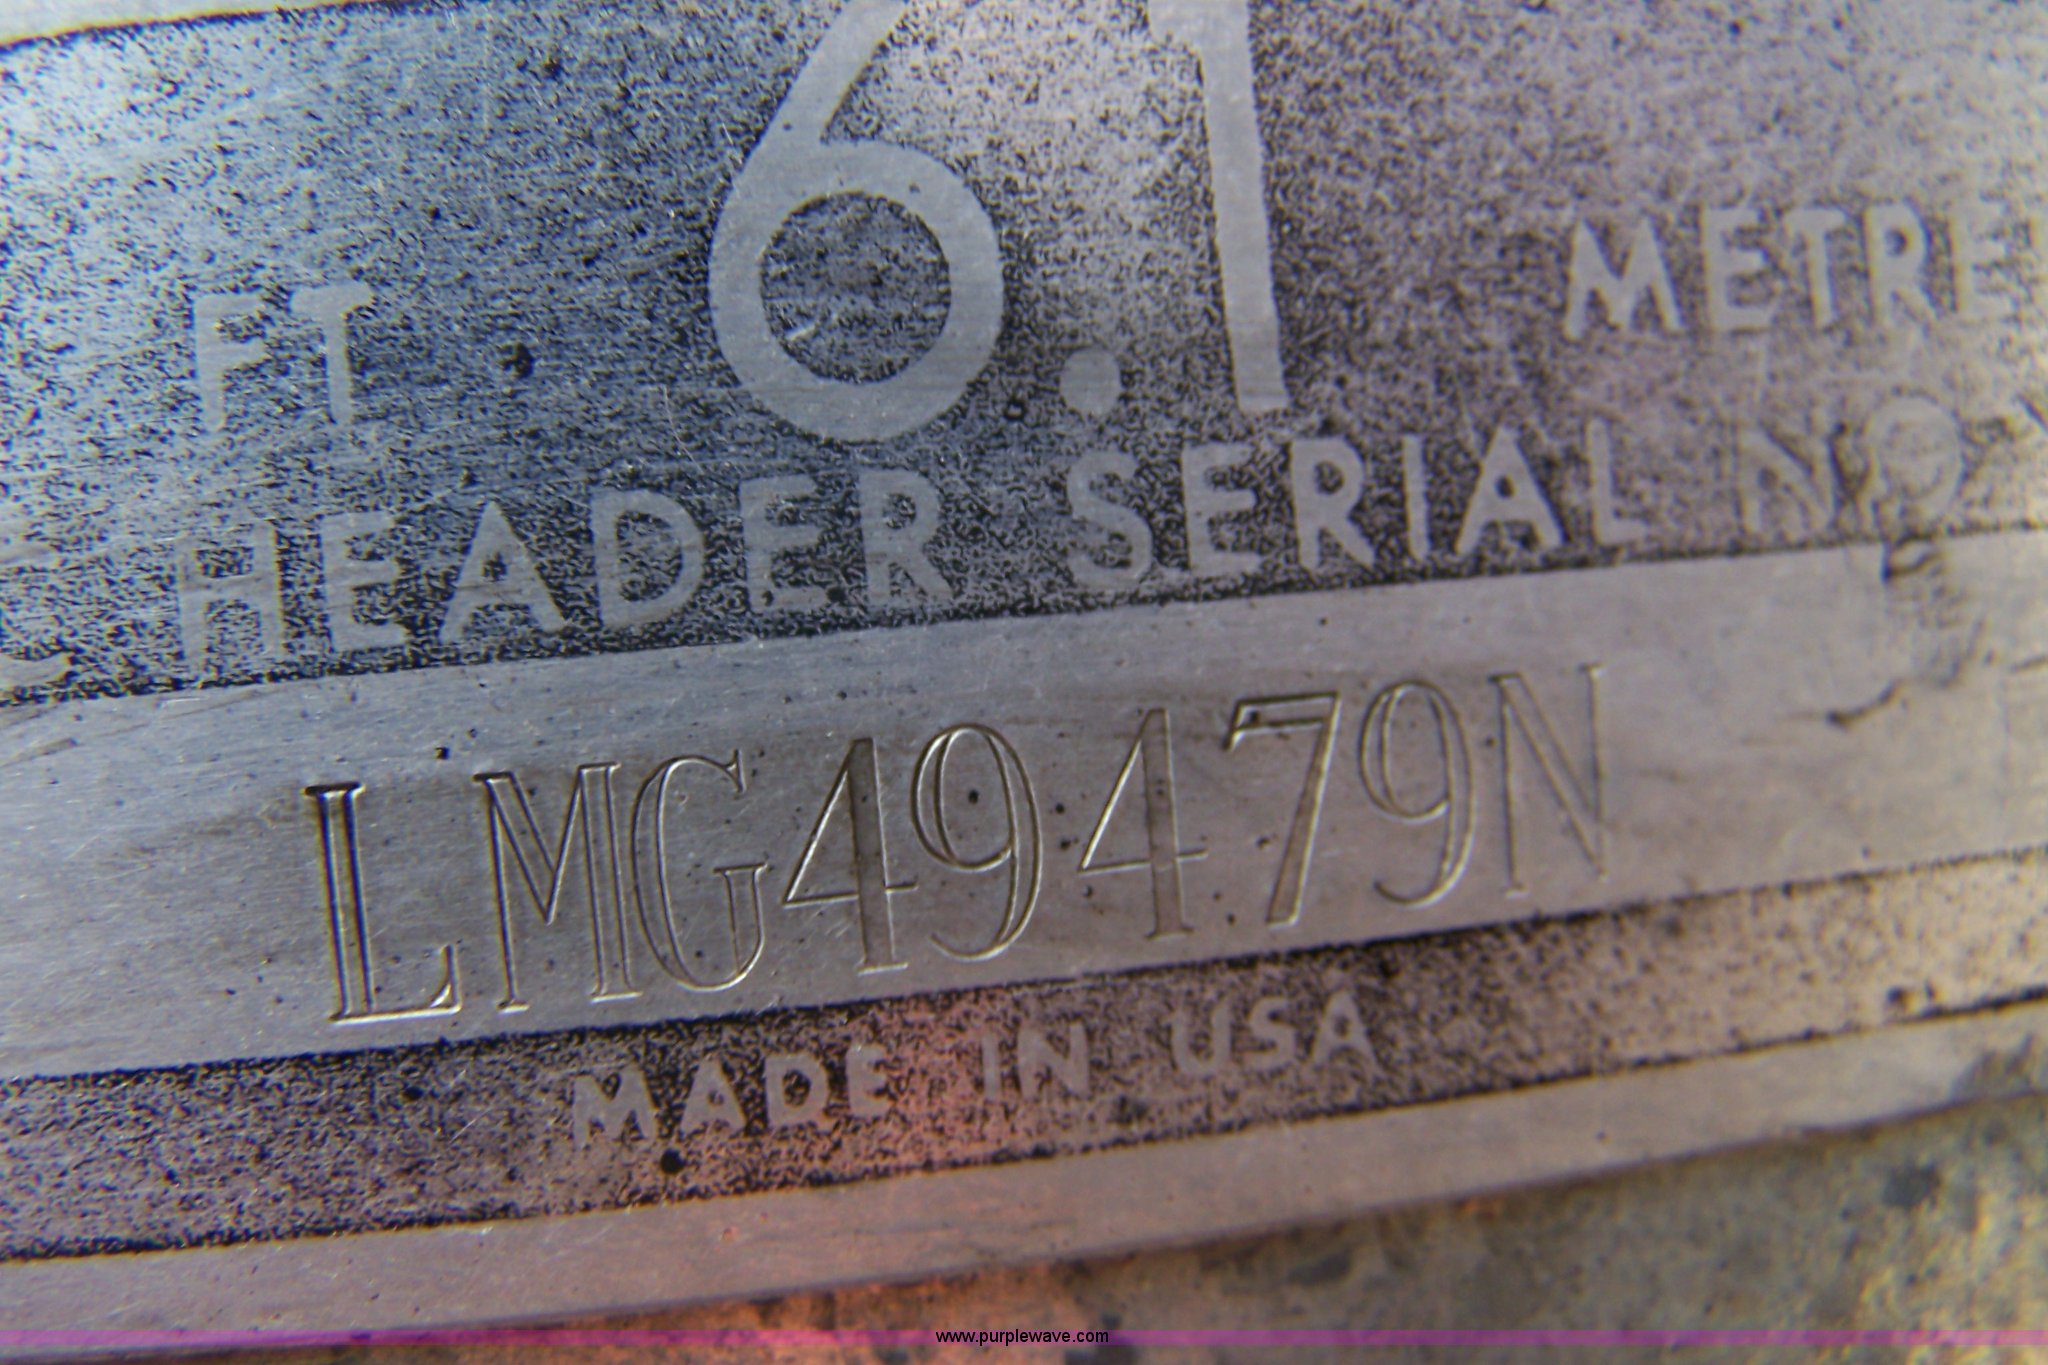 FT 6.1 METRE
HEADER SERIAL NO
LMG49479N
MADE IN USA
www.purplewave.com